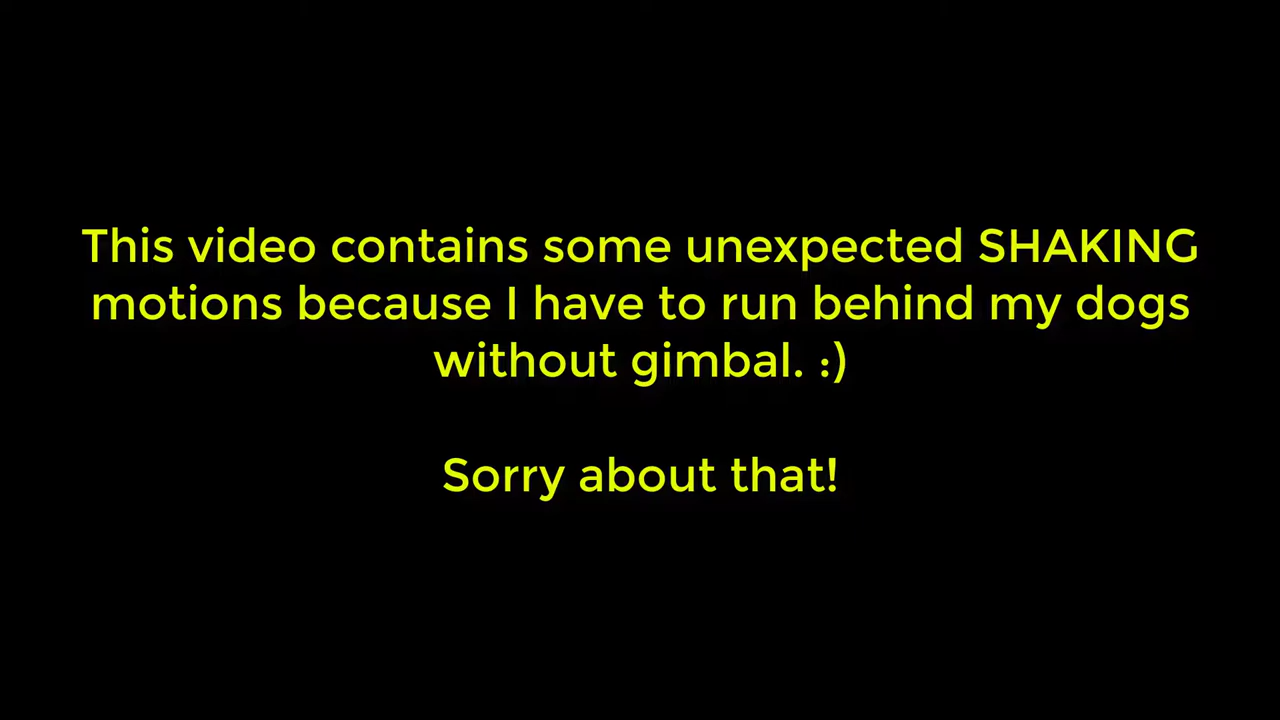 This video contains some unexpected SHAKING
motions because I have to run behind my dogs
without gimbal. :)
Sorry about that!